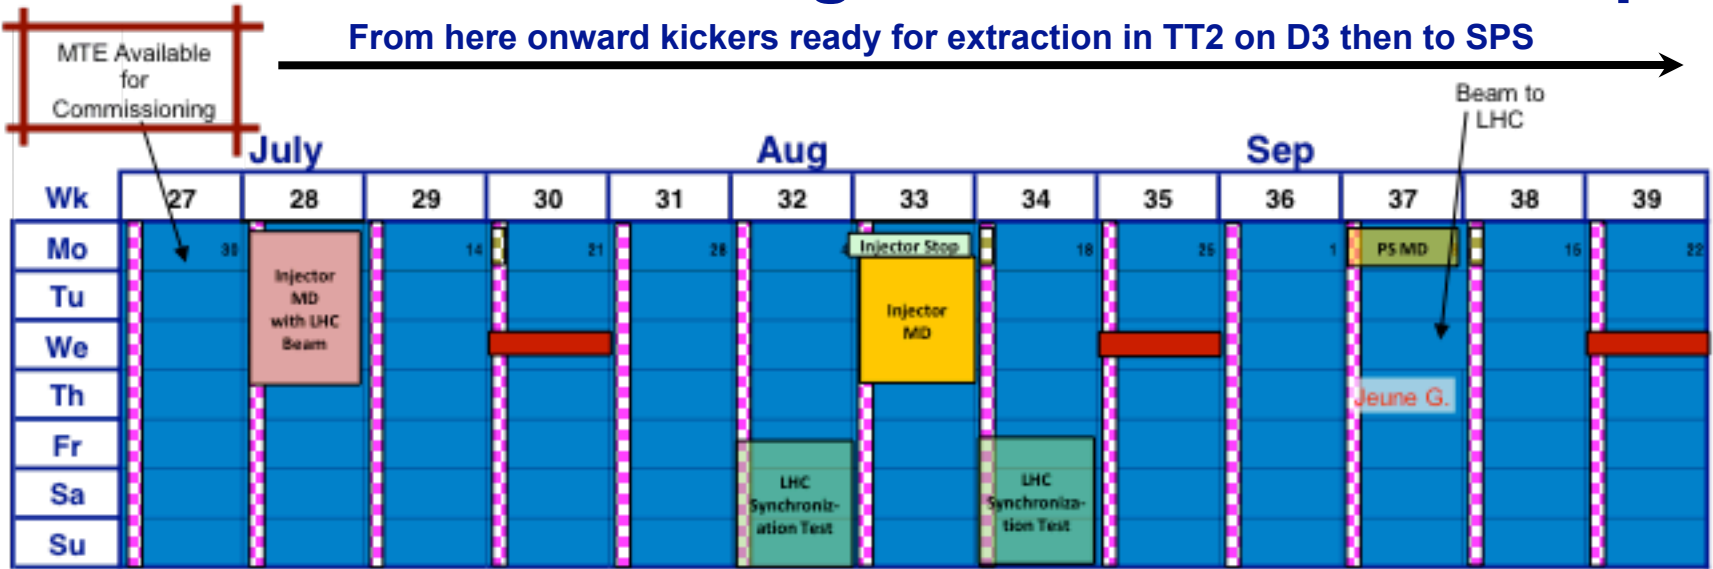 From here onward kickers ready for extraction in TT2 on D3 then to SPS
MTE Available
for
Commissioning
Beam to
LHC
July Aug Sep
Wk 27 28 29 30 31 32 33 34 35 36 37 38 39
Mo 30 14 21 28 4 18 25 1 15 22
Injector Stop
PS MD
Tu
We
Th
Fr
Sa
Su
Injector
MD
with LHC
Beam
Injector
MD
Jeune G.
LHC
Synchroniz-
ation Test
LHC
Synchroniza-
tion Test